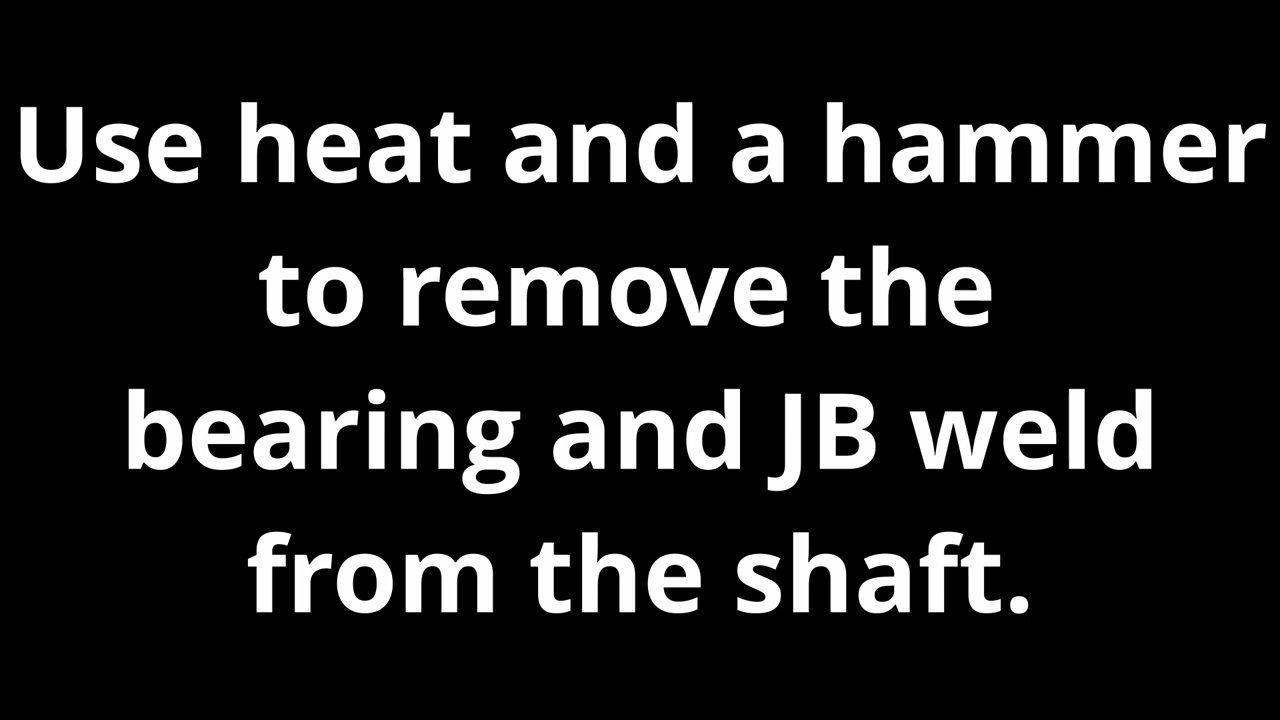 Use heat and a hammer
to remove the
bearing and JB weld
from the shaft.